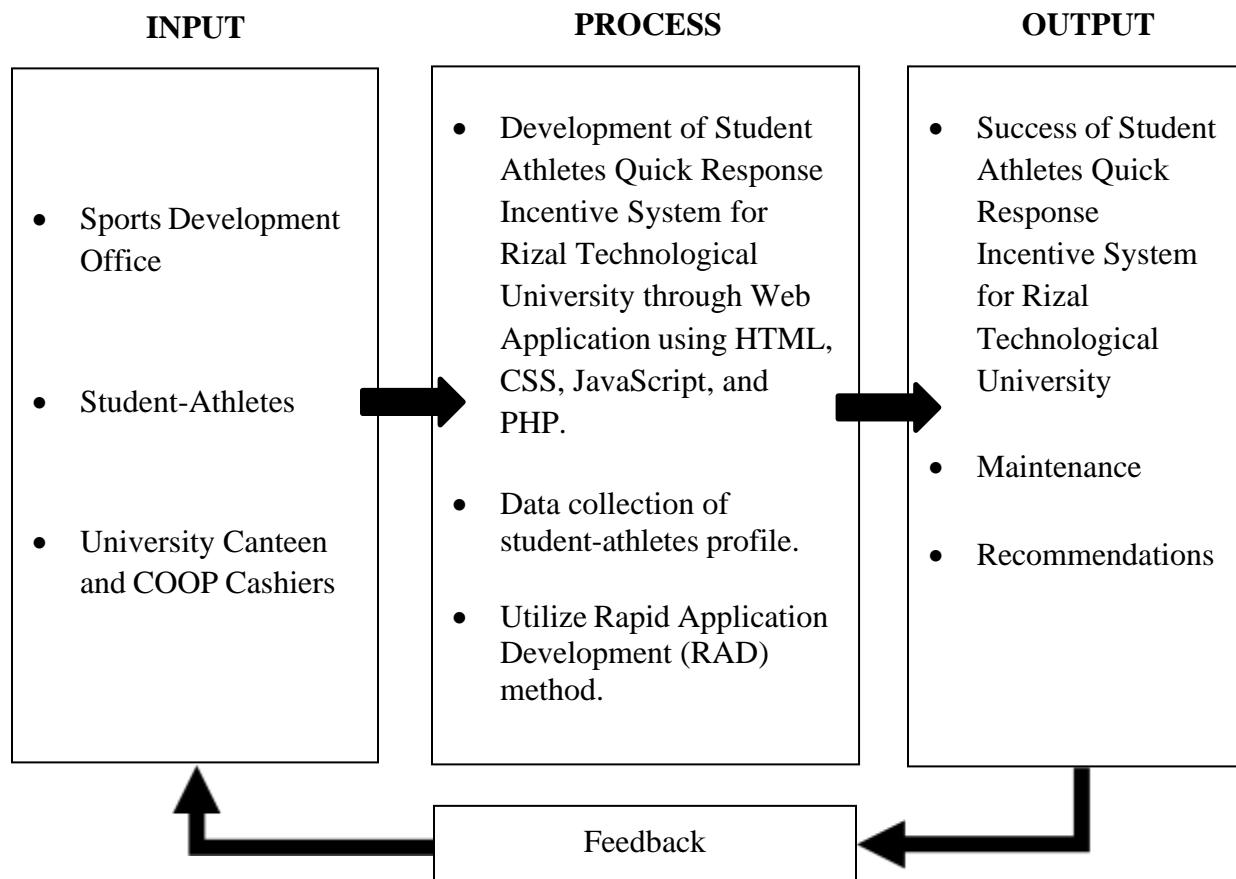 INPUT
PROCESS
OUTPUT
• Sports Development
Office
• Student-Athletes
• University Canteen
and COOP Cashiers
• Development of Student
Athletes Quick Response
Incentive System for
Rizal Technological
University through Web
Application using HTML,
CSS, JavaScript, and
PHP.
• Data collection of
student-athletes profile.
• Utilize Rapid Application
Development (RAD)
method.
• Success of Student
Athletes Quick
Response
Incentive System
for Rizal
Technological
University
• Maintenance
• Recommendations
Feedback